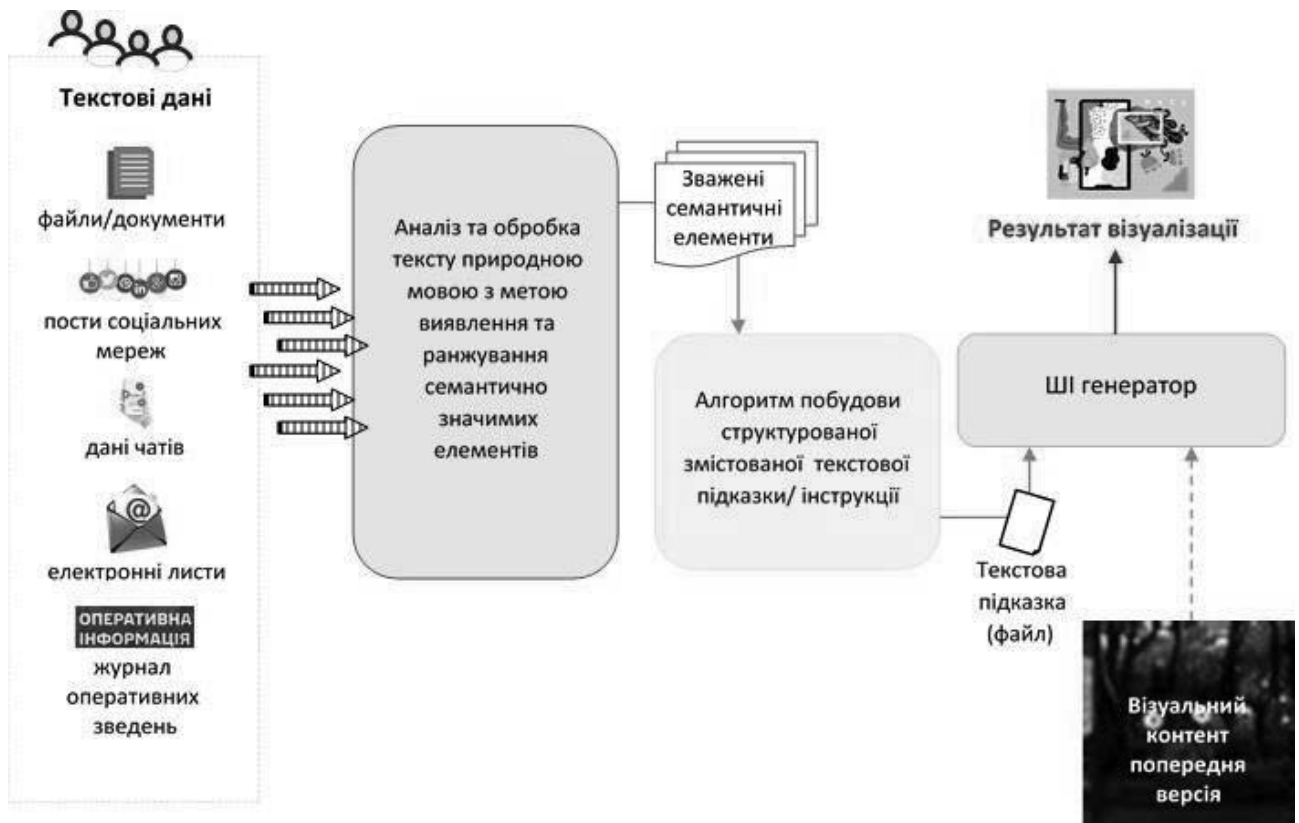 Текстові дані
файли/документи
пости соціальних
мереж
дані чатів
@
електронні листи
ОПЕРАТИВНА
ІНФОРМАЦІЯ
журнал
оперативних
зведень
Аналіз та обробка
тексту природною
мовою з метою
виявлення та
ранжування
семантично
значимих
елементів
Зважені
семантичні
елементи
Алгоритм побудови
структурованої
змістованої текстової
підказки/ інструкції
Текстова
підказка
(файл)
Результат візуалізації
ШІ генератор
Візуальний
контент
попередня
версія